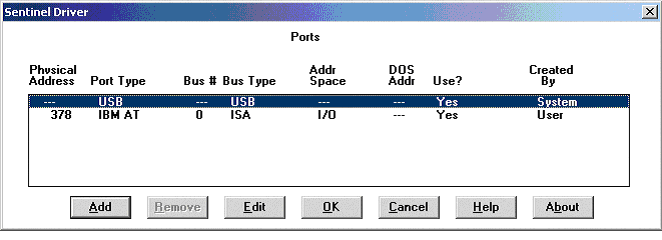 Sentinel Driver
Ports
Physical Address Port Type Bus # Bus Type Addr Space DOS Addr Use? Created By
--- USB --- USB --- --- Yes System
378 IBM AT 0 ISA I/O --- Yes User
Add Remove Edit OK Cancel Help About